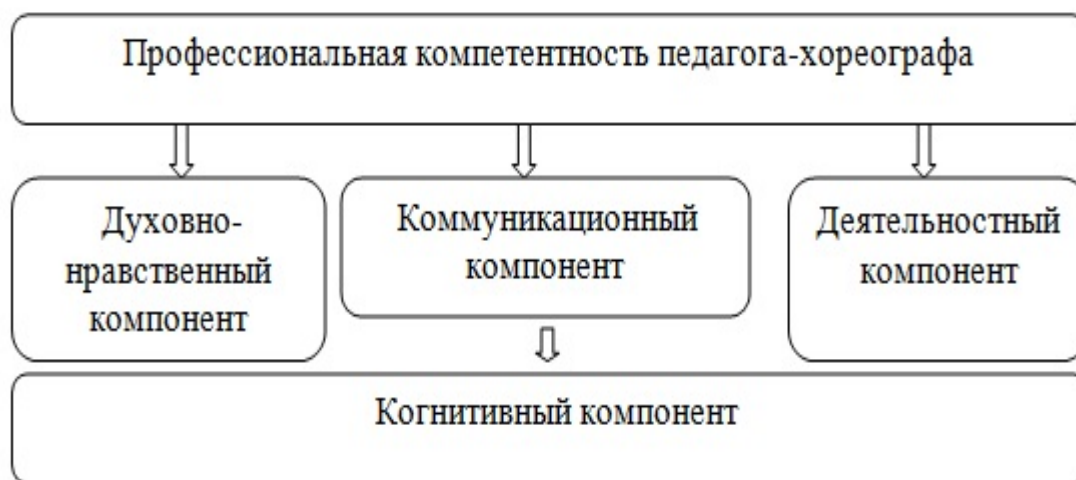 Профессиональная компетентность педагога-хореографа
Духовно-
нравственный
компонент
Коммуникационный
компонент
Деятельностный
компонент
Когнитивный компонент